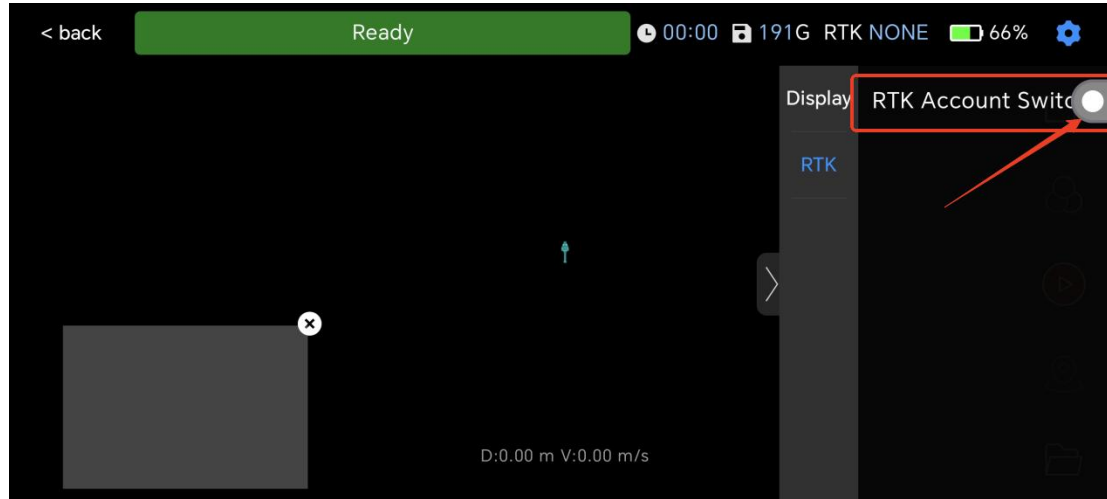 < back
Ready
00:00
191G
RTK NONE
66%
Display
RTK Account Switc
RTK
D:0.00 m V:0.00 m/s